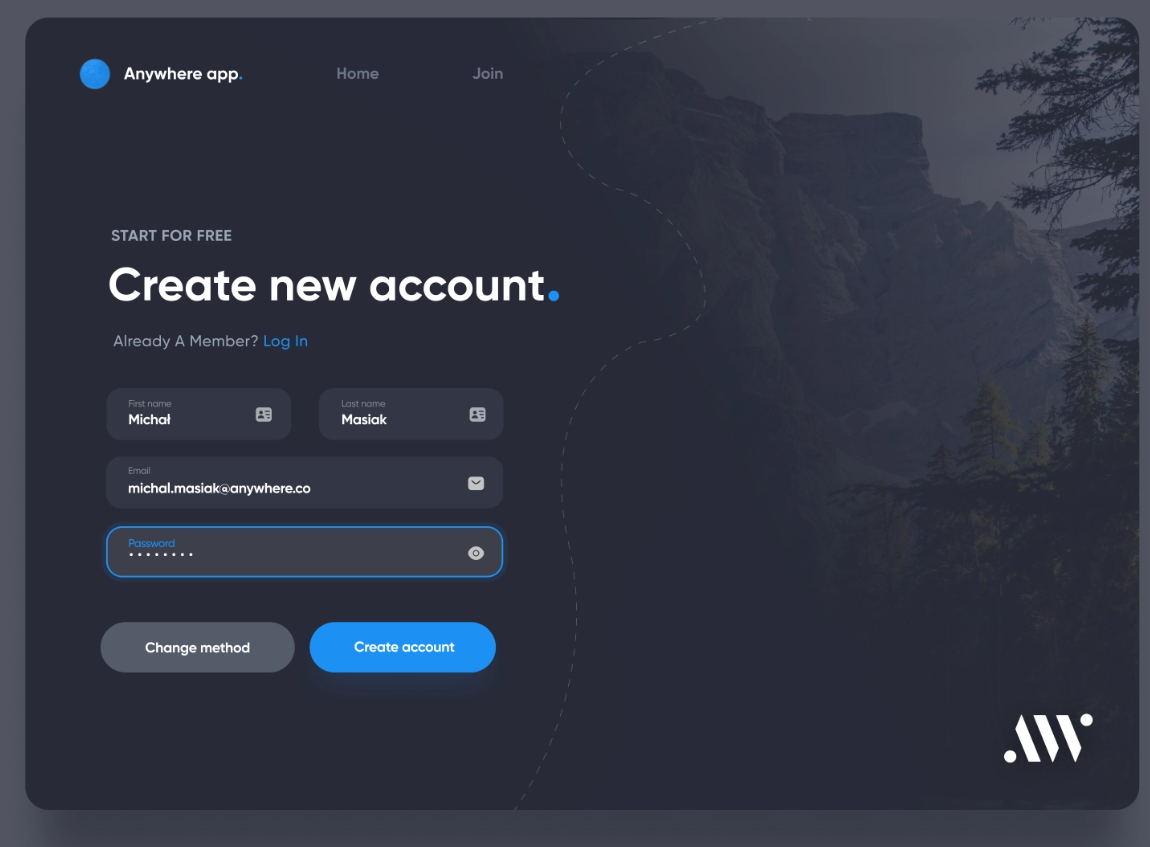 Anywhere app. Home Join
START FOR FREE
Create new account.
Already A Member? Log In
First name
Michał
Last name
Masiak
Email
michal.masiak@anywhere.co
Password
••••••••
Change method Create account
.AW